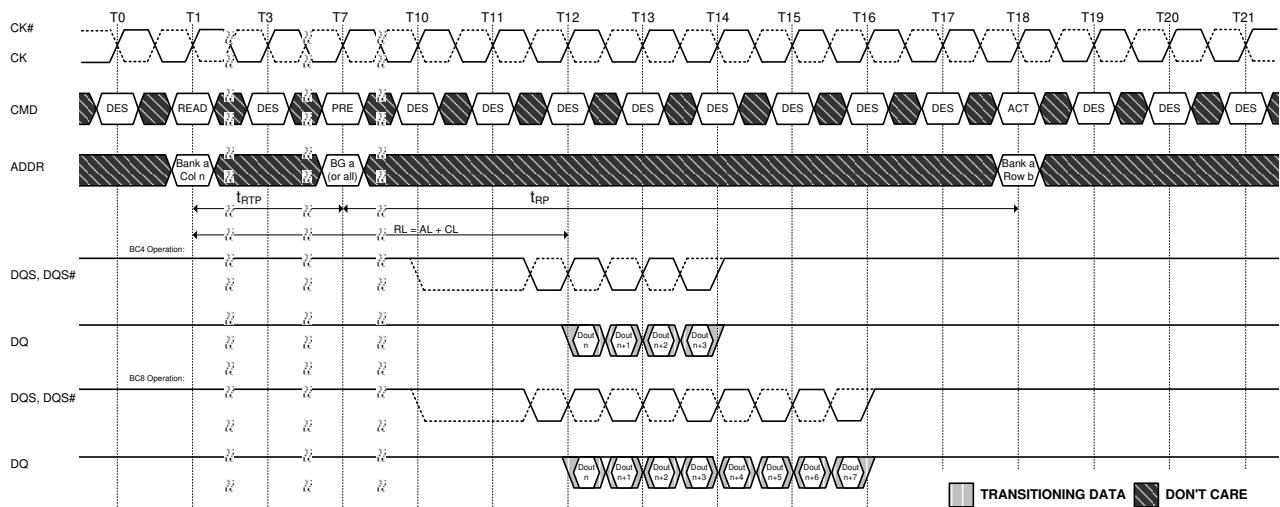 T0 T1 T3 T7 T10 T11 T12 T13 T14 T15 T16 T17 T18 T19 T20 T21
CK#
CK
CMD DES READ DES PRE DES DES DES DES DES DES DES DES ACT DES DES DES
ADDR
Bank a
Col n
BG a
(or all)
Bank a
Row b
tRTP
tRP
RL = AL + CL
BC4 Operation:
DQS, DQS#
DQ
Dout
n
Dout
n+1
Dout
n+2
Dout
n+3
BC8 Operation:
DQS, DQS#
DQ
Dout
n
Dout
n+1
Dout
n+2
Dout
n+3
Dout
n+4
Dout
n+5
Dout
n+6
Dout
n+7
TRANSITIONING DATA
DON'T CARE